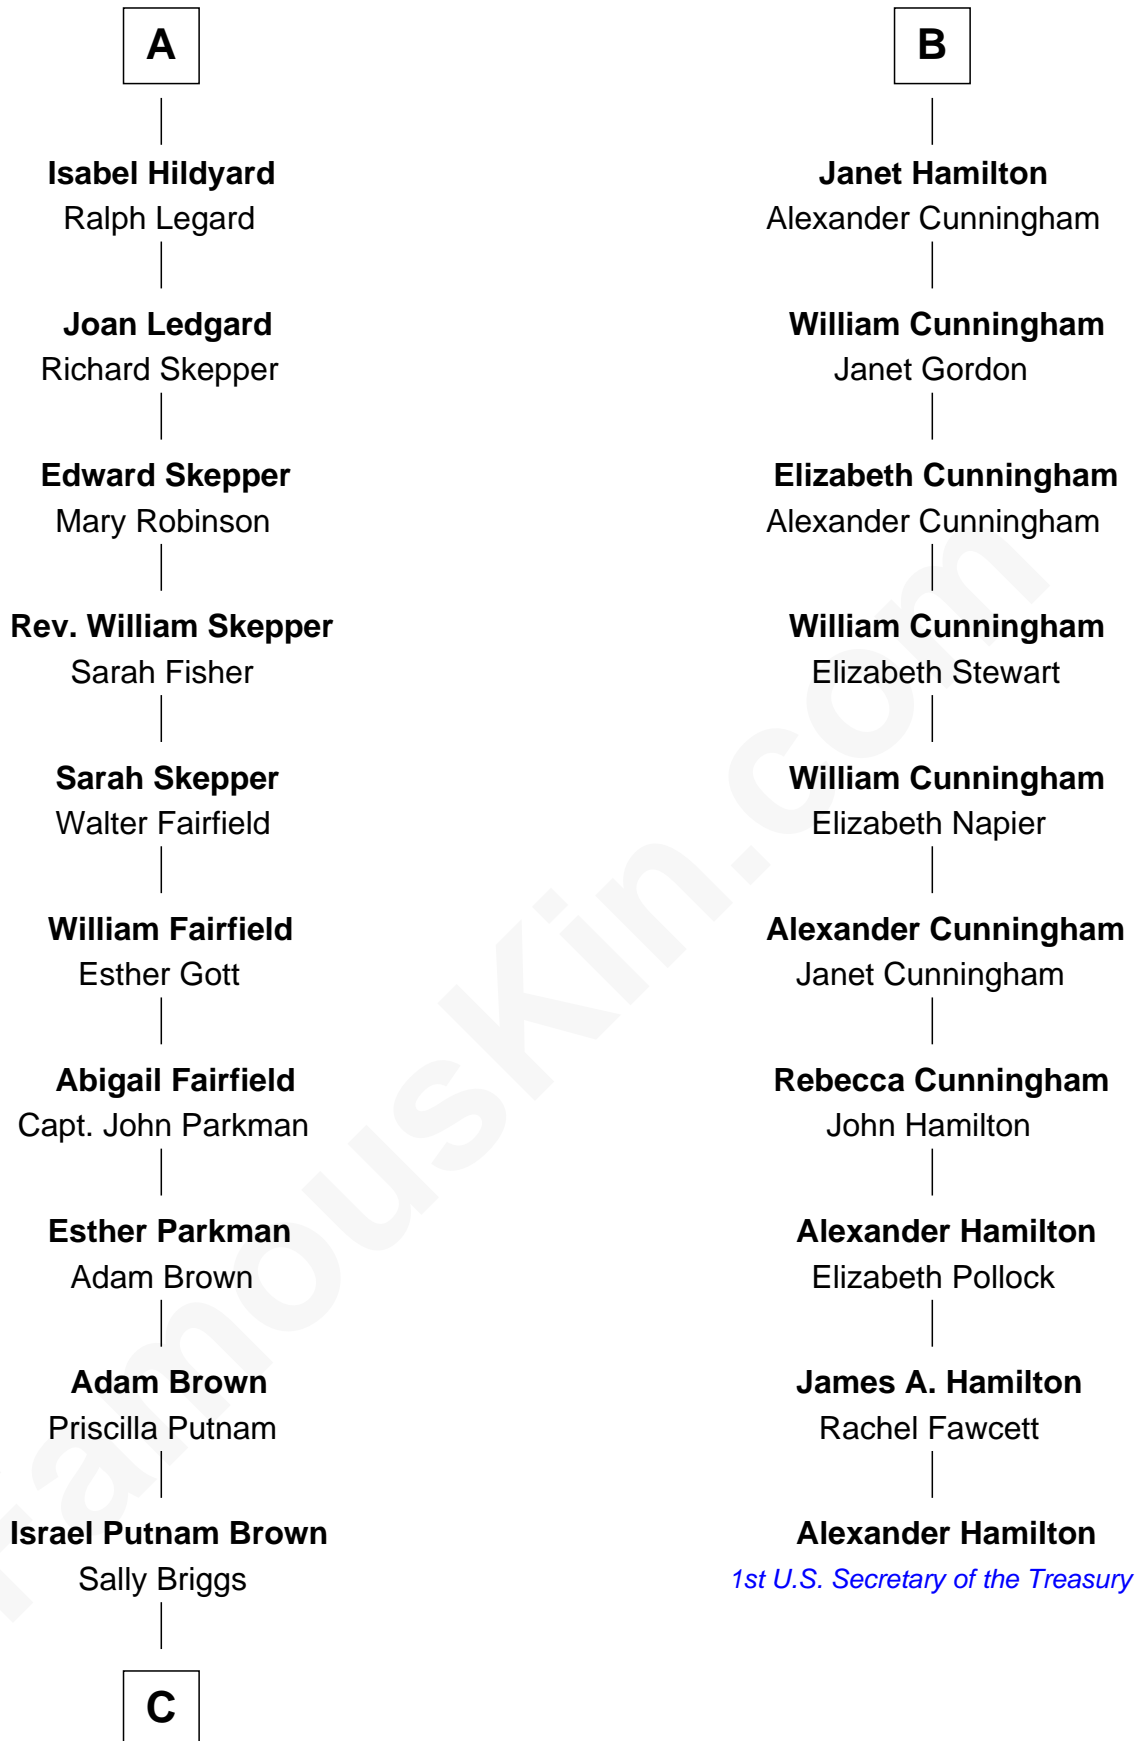 A
Isabel Hildyard
Ralph Legard
Joan Ledgard
Richard Skepper
Edward Skepper
Mary Robinson
Rev. William Skepper
Sarah Fisher
Sarah Skepper
Walter Fairfield
William Fairfield
Esther Gott
Abigail Fairfield
Capt. John Parkman
Esther Parkman
Adam Brown
Adam Brown
Priscilla Putnam
Israel Putnam Brown
Sally Briggs
C
B
Janet Hamilton
Alexander Cunningham
William Cunningham
Janet Gordon
Elizabeth Cunningham
Alexander Cunningham
William Cunningham
Elizabeth Stewart
William Cunningham
Elizabeth Napier
Alexander Cunningham
Janet Cunningham
Rebecca Cunningham
John Hamilton
Alexander Hamilton
Elizabeth Pollock
James A. Hamilton
Rachel Fawcett
Alexander Hamilton
1st U.S. Secretary of the Treasury
FamousKin.com